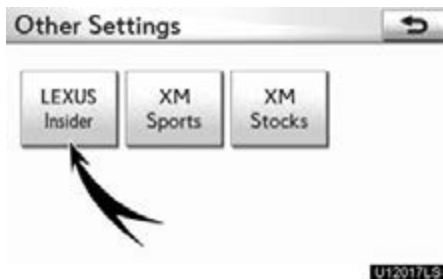 Other Settings
LEXUS XM XM
Insider Sports Stocks
U12017LS